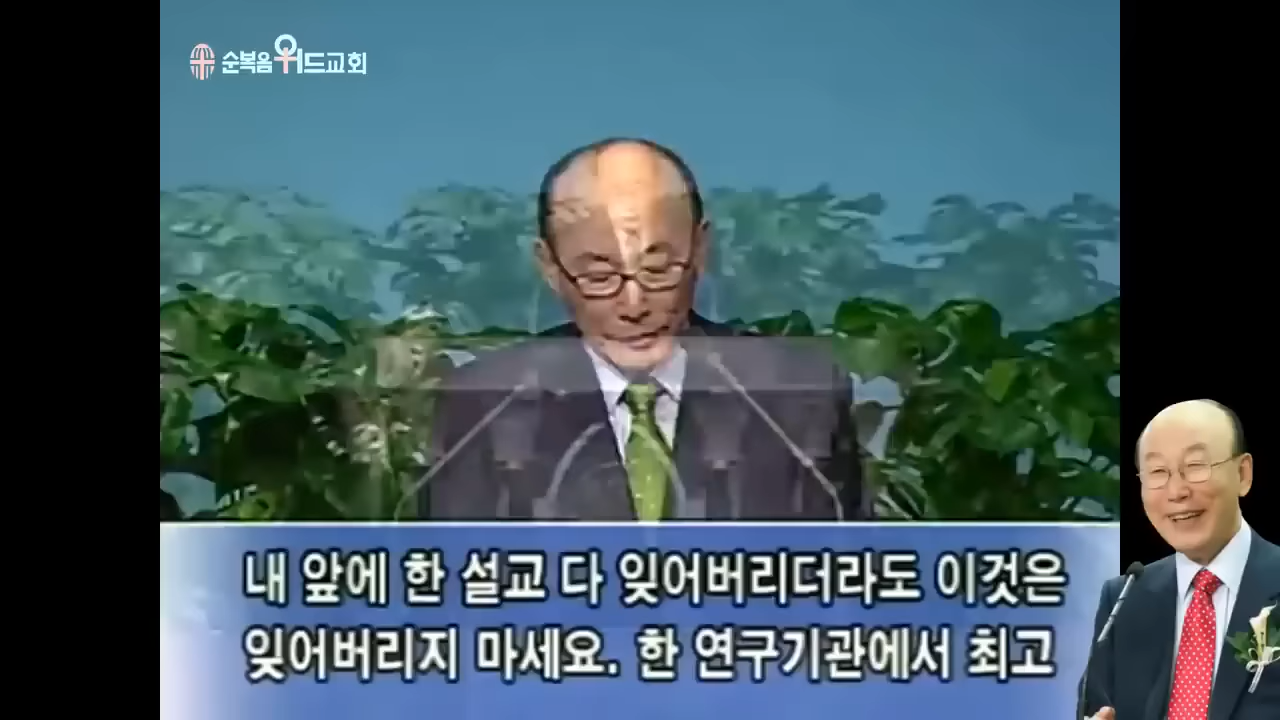 순복음위드교회
내 앞에 한 설교 다 잊어버리더라도 이것은
잊어버리지 마세요. 한 연구기관에서 최고